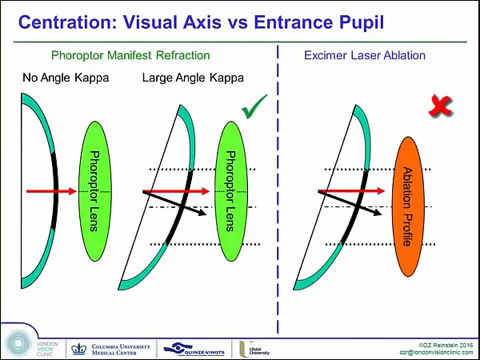 Centration: Visual Axis vs Entrance Pupil
Phoroptor Manifest Refraction
Excimer Laser Ablation
No Angle Kappa
Large Angle Kappa
Phoroptor Lens
Phoroptor Lens
Ablation Profile
LONDON
VISION
CLINIC
COLUMBIA UNIVERSITY
MEDICAL CENTER
QUINZE-VINGTS
Ulster
University
©DZ Reinstein 2016
dzr@londonvisionclinic.com